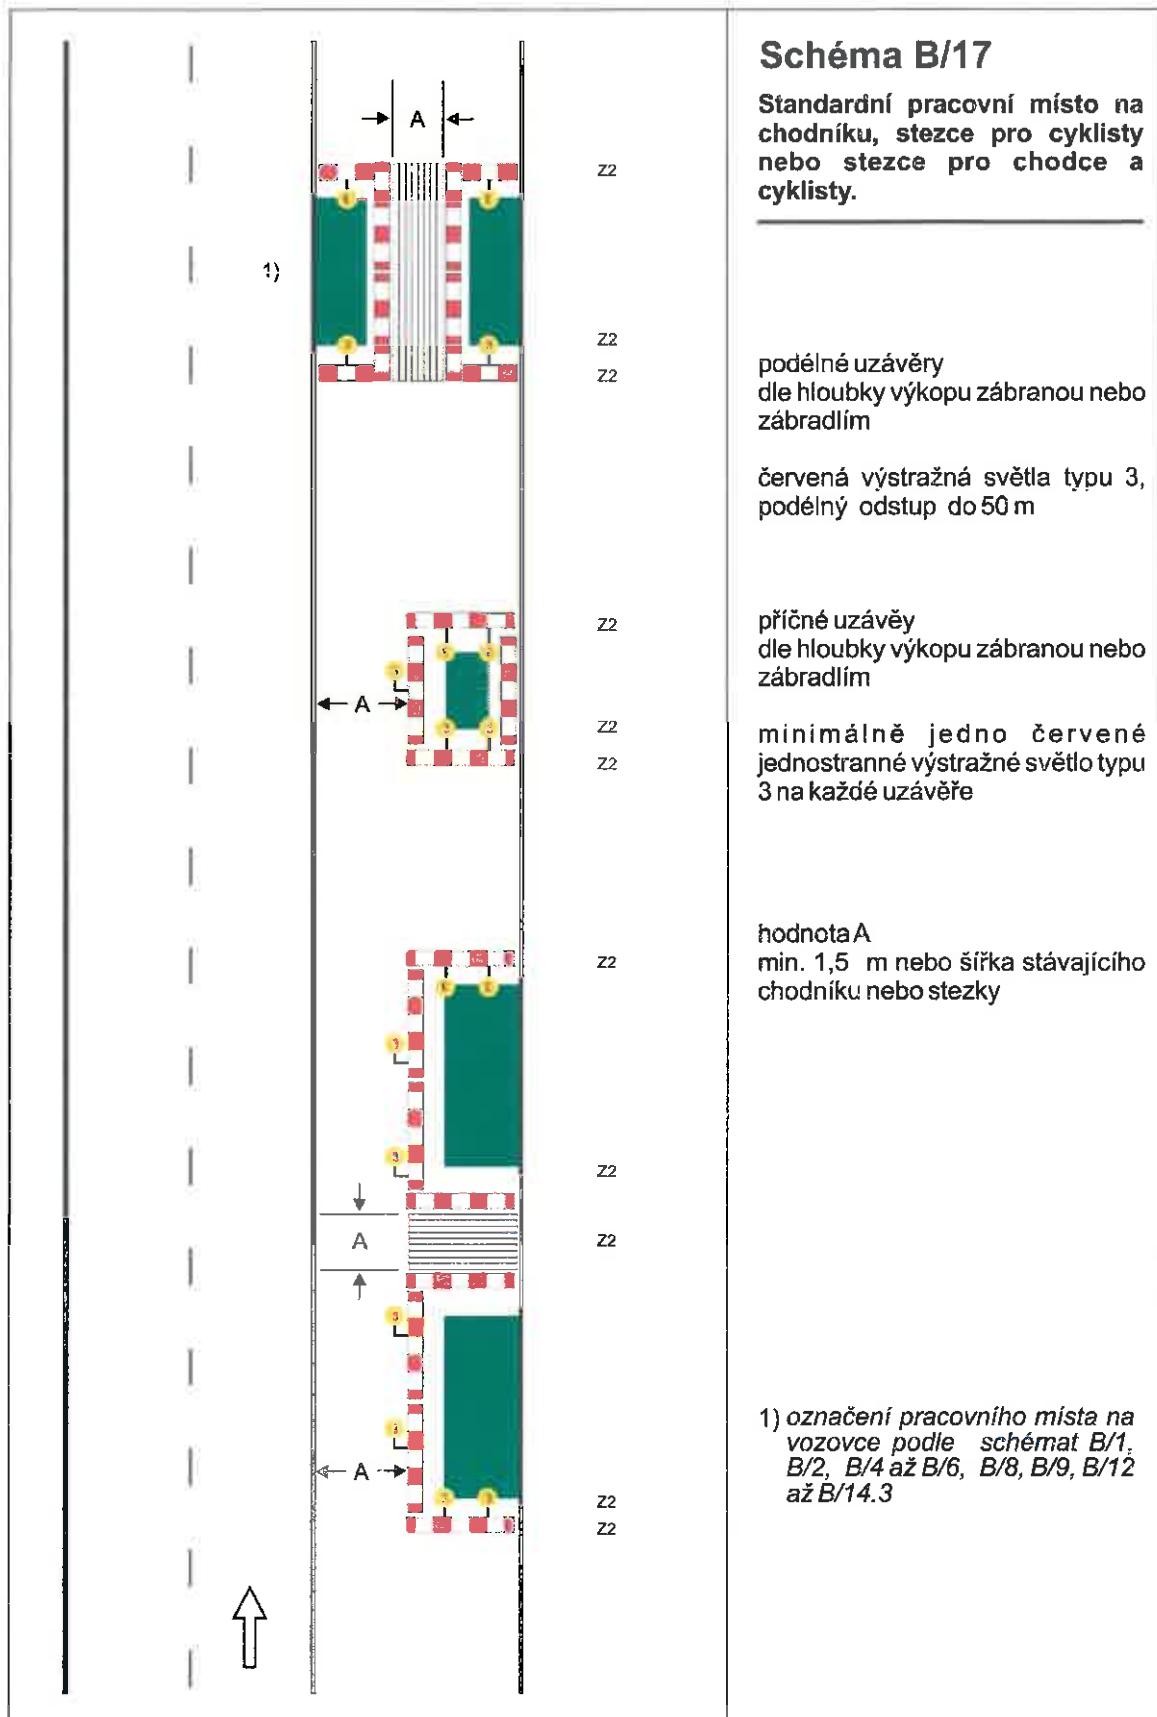 Schéma B/17
Standardní pracovní místo na
chodníku, stezce pro cyklisty
nebo stezce pro chodce a
cyklisty.
A
Z2
1)
Z2
Z2
podélné uzávěry
dle hloubky výkopu zábranou nebo
zábradlím
červená výstražná světla typu 3,
podélný odstup do 50 m
Z2
příčné uzávěy
dle hloubky výkopu zábranou nebo
zábradlím
A
Z2
Z2
minimálně jedno červené
jednostranné výstražné světlo typu
3 na každé uzávěře
Z2
hodnota A
min. 1,5 m nebo šířka stávajícího
chodníku nebo stezky
3
3
Z2
A
Z2
3
3
A
Z2
Z2
1) označení pracovního místa na
vozovce podle schémat B/1,
B/2, B/4 až B/6, B/8, B/9, B/12
až B/14.3